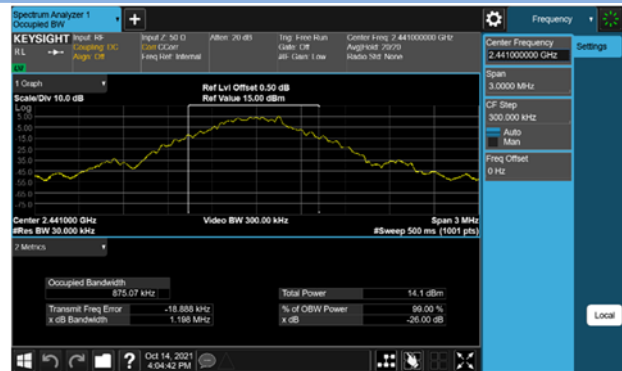 Spectrum Analyzer 1
Occupied BW
+
Frequency
KEYSIGHT
Input: RF
Input Z: 50 Ω
Atten: 20 dB
Trig: Free Run
Center Freq: 2.441000000 GHz
RL
Coupling: DC
Corr CCorr
Gate: Off
Avg|Hold: 20/20
Align: Off
Freq Ref: Internal
#IF Gain: Low
Radio Std: None
1 Graph
Scale/Div 10.0 dB
Ref Lvl Offset 0.50 dB
Ref Value 15.00 dBm
Log
5.00
-5.00
-15.0
-25.0
-35.0
-45.0
-55.0
-65.0
-75.0
Center 2.441000 GHz
Video BW 300.00 kHz
Span 3 MHz
#Res BW 30.000 kHz
#Sweep 500 ms (1001 pts)
2 Metrics
Occupied Bandwidth
875.07 kHz
Total Power
14.1 dBm
Transmit Freq Error
-18.888 kHz
% of OBW Power
99.00 %
x dB Bandwidth
1.198 MHz
x dB
-26.00 dB
Center Frequency
2.441000000 GHz
Settings
Span
3.0000 MHz
CF Step
300.000 kHz
Auto
Man
Freq Offset
0 Hz
Local
?
Oct 14, 2021
4:04:42 PM